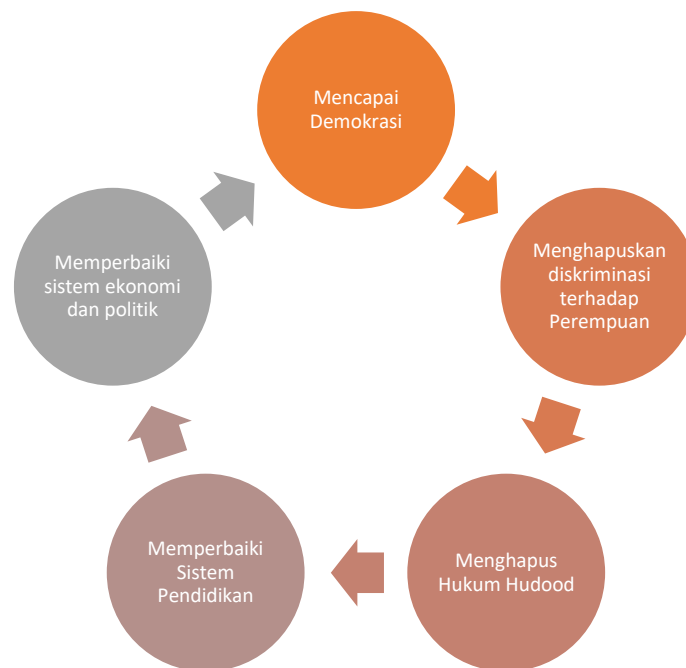 Mencapai
Demokrasi
Menghapuskan
diskriminasi
terhadap
Perempuan
Menghapus
Hukum Hudood
Memperbaiki
Sistem
Pendidikan
Memperbaiki
sistem ekonomi
dan politik